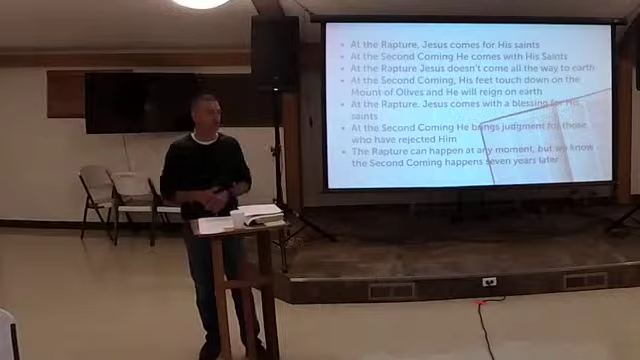 • At the Rapture, Jesus comes for His saints
• At the Second Coming He comes with His Saints
• At the Rapture Jesus doesn't come all the way to earth
• At the Second Coming, His feet touch down on the
Mount of Olives and He will reign on earth
• At the Rapture, Jesus comes with a blessing for His
saints
• At the Second Coming He brings judgment for those
who have rejected Him
• The Rapture can happen at any moment, but we know
the Second Coming happens seven years later